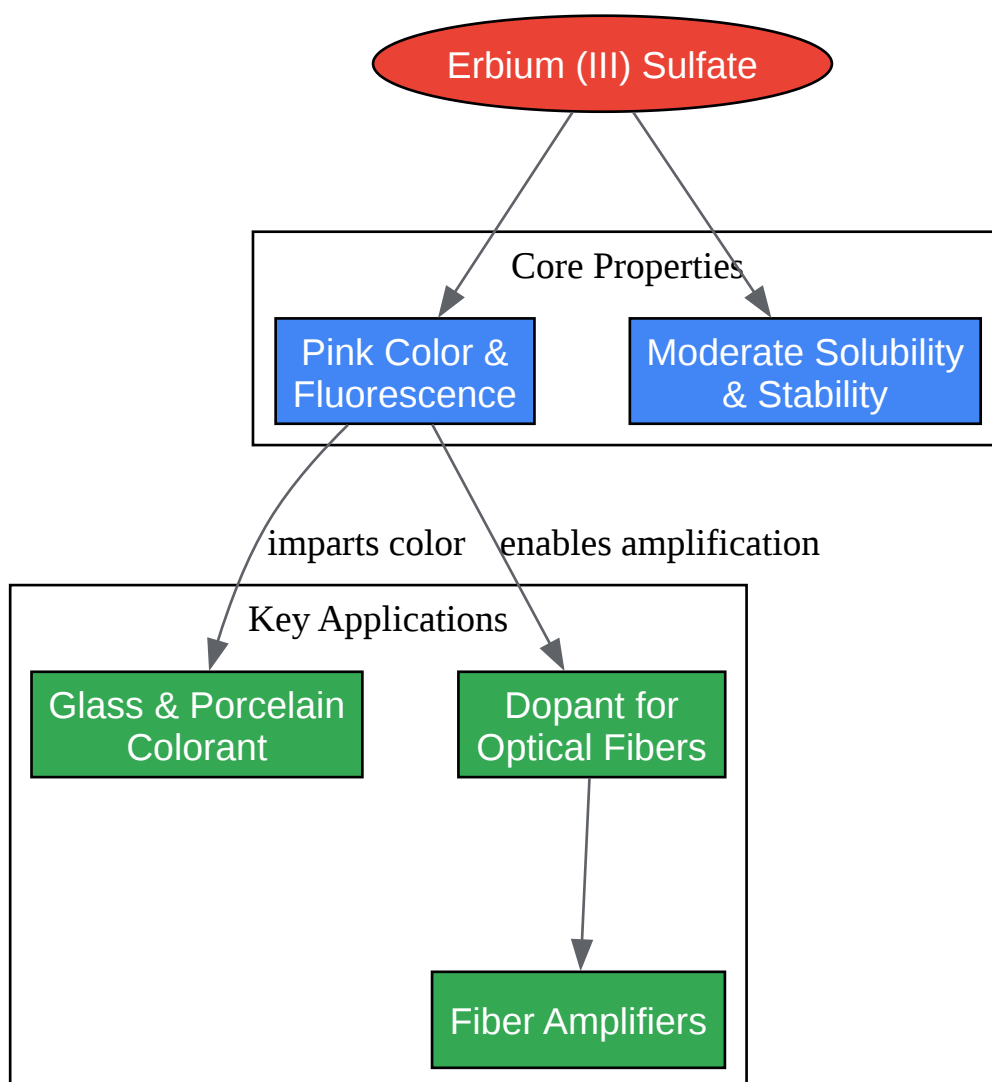 Erbium (III) Sulfate
Core Properties
Pink Color &
Fluorescence
Moderate Solubility
& Stability
imparts color
enables amplification
Key Applications
Glass & Porcelain
Colorant
Dopant for
Optical Fibers
Fiber Amplifiers